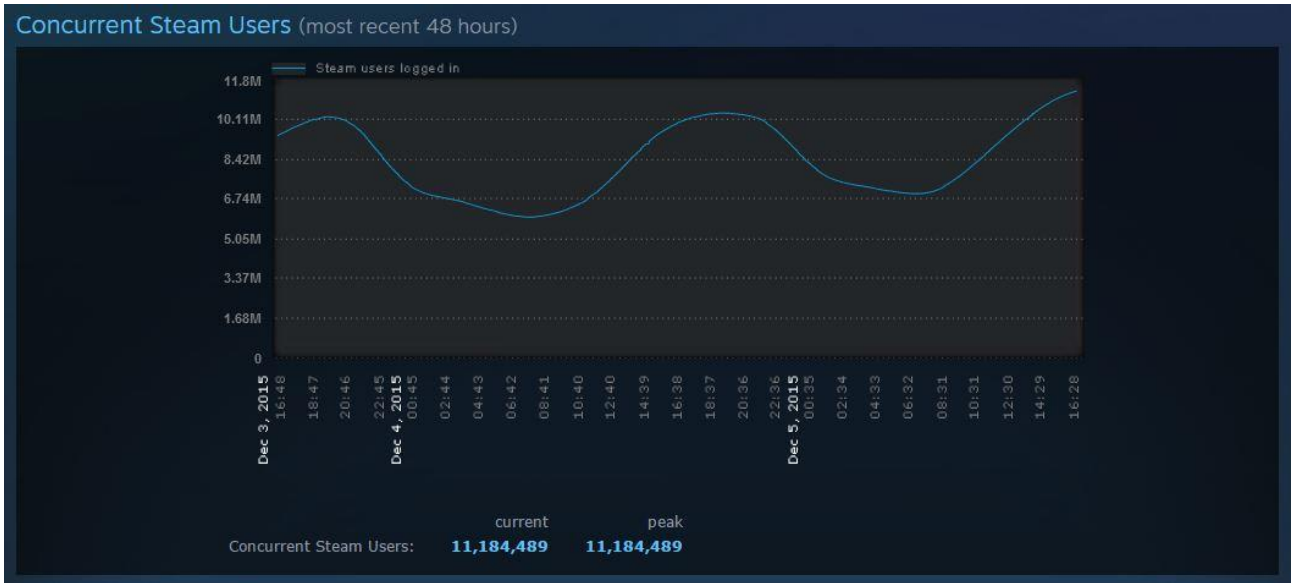 Concurrent Steam Users (most recent 48 hours)
Steam users logged in
11.8M
10.11M
8.42M
6.74M
5.05M
3.37M
1.68M
0
Dec 3, 2015
16:48
18:47
20:46
22:45
Dec 4, 2015
00:45
02:44
04:43
06:42
08:41
10:40
12:40
14:39
16:38
18:37
20:36
22:36
Dec 5, 2015
00:35
02:34
04:33
06:32
08:31
10:31
12:30
14:29
16:28
current peak
Concurrent Steam Users: 11,184,489 11,184,489